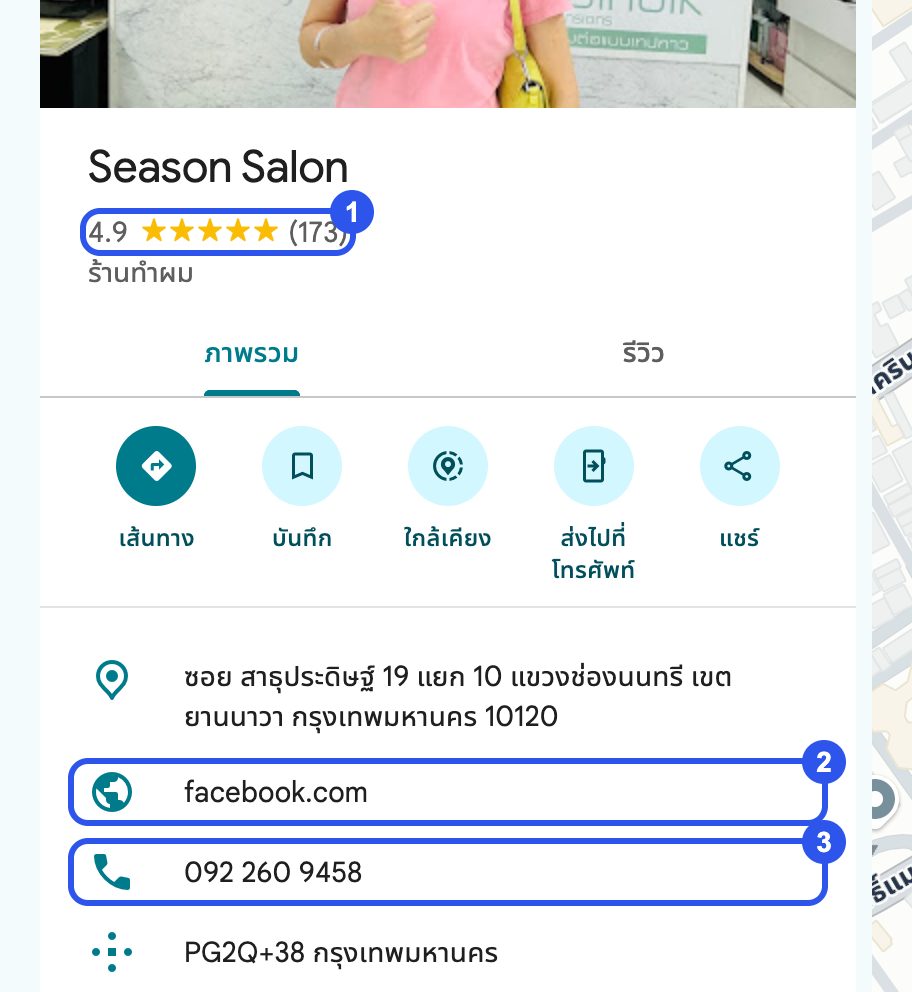 nsions
Season Salon
1
4.9 ★★★★★ (173)
ร้านทำผม
ภาพรวม
รีวิว
เส้นทาง
บันทึก
ใกล้เคียง
ส่งไปที่
โทรศัพท์
แชร์
ซอย สาธุประดิษฐ์ 19 แยก 10 แขวงช่องนนทรี เขต
ยานนาวา กรุงเทพมหานคร 10120
2
facebook.com
3
092 260 9458
PG2Q+38 กรุงเทพมหานคร